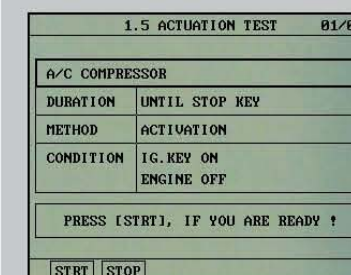 1.5 ACTUATION TEST 01/
A/C COMPRESSOR
DURATION UNTIL STOP KEY
METHOD ACTIVATION
CONDITION IG.KEY ON
ENGINE OFF
PRESS [STRT], IF YOU ARE READY !
STRT STOP